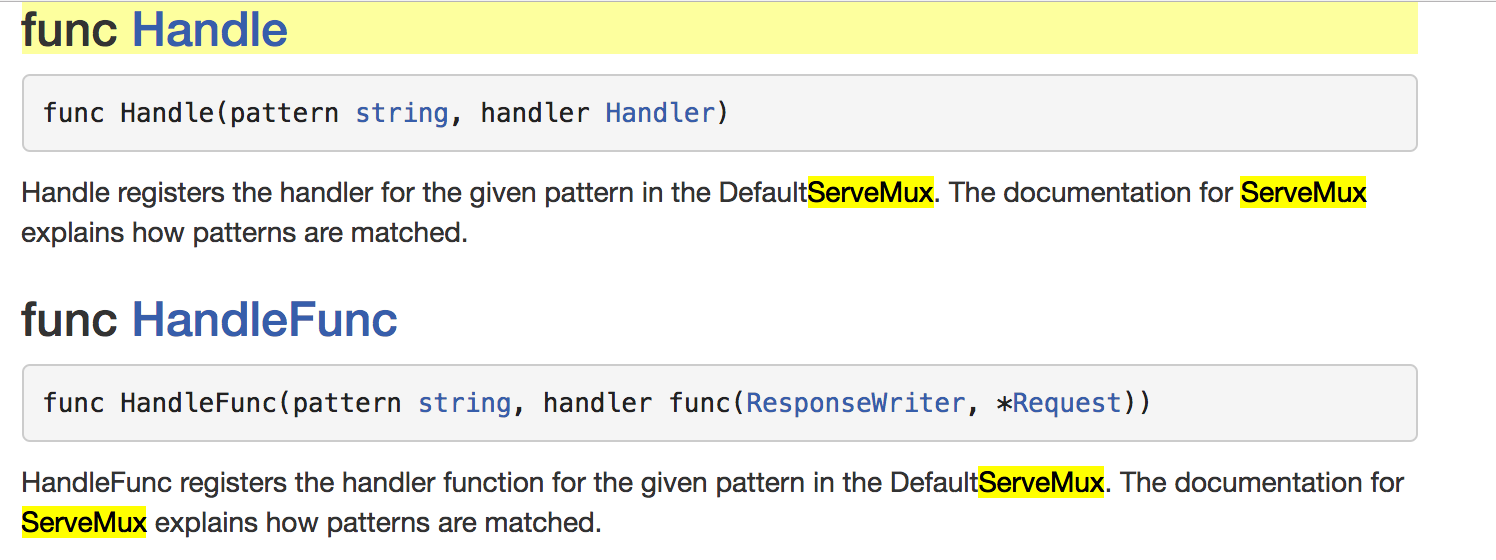 func Handle
func Handle(pattern string, handler Handler)
Handle registers the handler for the given pattern in the DefaultServeMux. The documentation for ServeMux
explains how patterns are matched.
func HandleFunc
func HandleFunc(pattern string, handler func(ResponseWriter, *Request))
HandleFunc registers the handler function for the given pattern in the DefaultServeMux. The documentation for
ServeMux explains how patterns are matched.